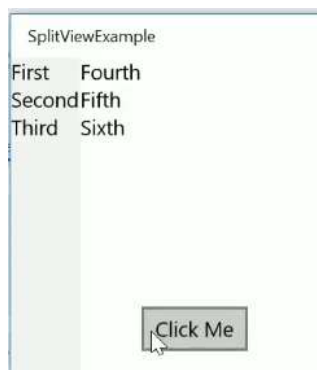 SplitViewExample
First Fourth
Second Fifth
Third Sixth
Click Me